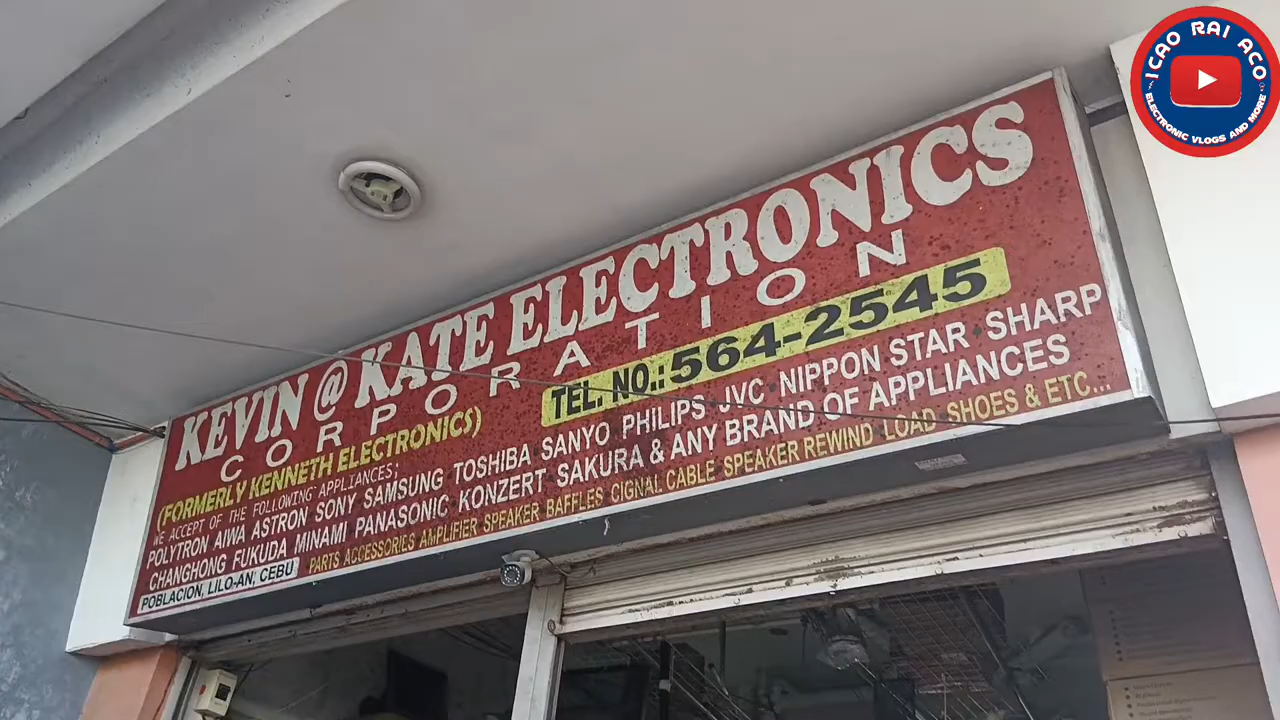 KEVIN @ KATE ELECTRONICS
CORPORATION
(FORMERLY KENNETH ELECTRONICS)
TEL. NO.: 564-2545
WE ACCEPT OF THE FOLLOWING APPLIANCES;
POLYTRON AIWA ASTRON SONY SAMSUNG TOSHIBA SANYO PHILIPS JVC NIPPON STAR SHARP
CHANGHONG FUKUDA MINAMI PANASONIC KONZERT SAKURA & ANY BRAND OF APPLIANCES
POBLACION, LILO-AN, CEBU
PARTS ACCESSORIES AMPLIFIER SPEAKER BAFFLES CIGNAL CABLE SPEAKER REWIND LOAD SHOES & ETC...
ICAO RAI ACO
ELECTRONIC VLOGS AND MORE